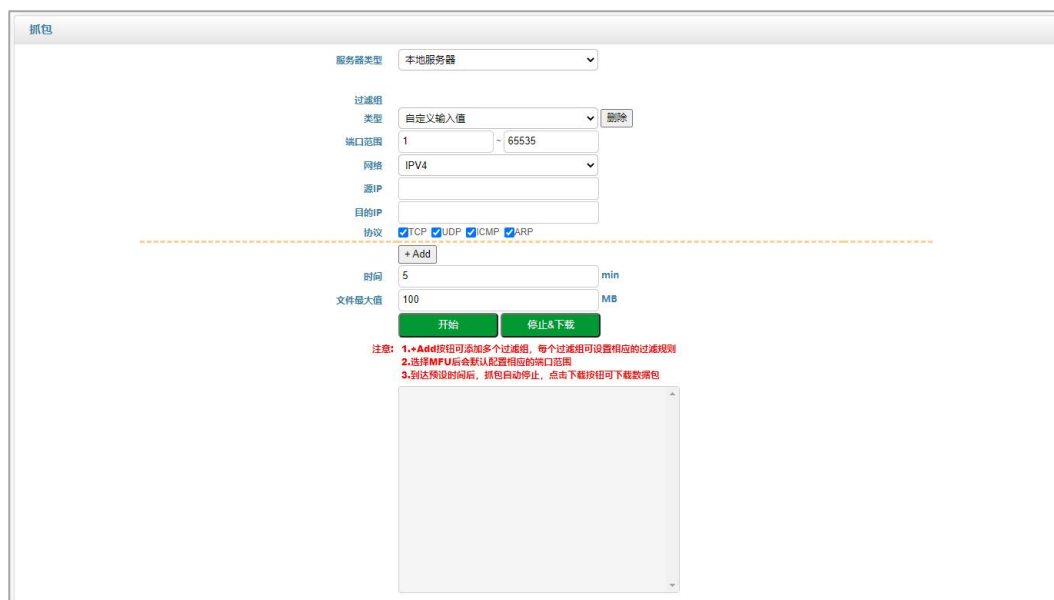 抓包
服务器类型 本地服务器
过滤组
类型 自定义输入值 删除
端口范围 1 ~ 65535
网络 IPV4
源IP
目的IP
协议 TCP UDP ICMP ARP
+ Add
时间 5 min
文件最大值 100 MB
开始 停止&下载
注意: 1.+Add按钮可添加多个过滤组，每个过滤组可设置相应的过滤规则
2.选择MFU后会默认配置相应的端口范围
3.到达预设时间后，抓包自动停止，点击下载按钮可下载数据包